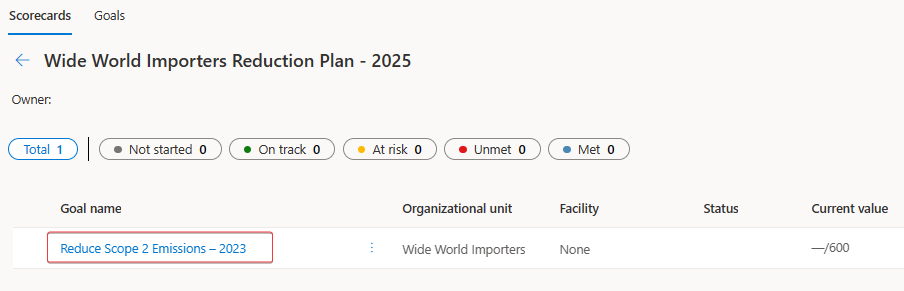 Scorecards Goals
← Wide World Importers Reduction Plan - 2025
Owner:
Total 1 Not started 0 On track 0 At risk 0 Unmet 0 Met 0
Goal name Organizational unit Facility Status Current value
Reduce Scope 2 Emissions – 2023 Wide World Importers None —/600